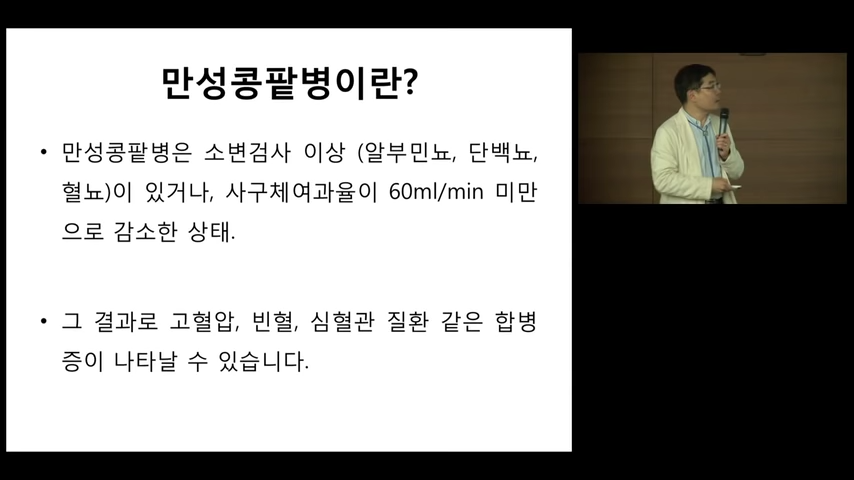 만성콩팥병이란?
• 만성콩팥병은 소변검사 이상 (알부민뇨, 단백뇨,
혈뇨)이 있거나, 사구체여과율이 60ml/min 미만
으로 감소한 상태.
• 그 결과로 고혈압, 빈혈, 심혈관 질환 같은 합병
증이 나타날 수 있습니다.